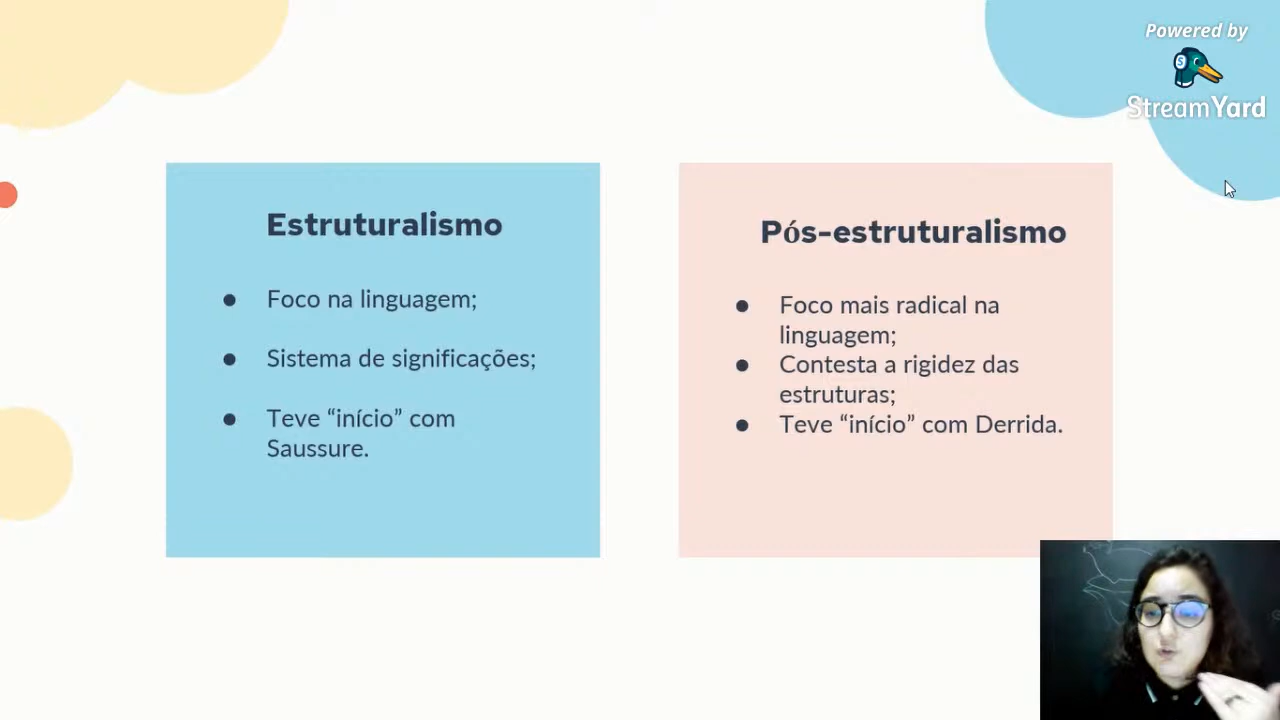 Powered by
StreamYard
Estruturalismo
● Foco na linguagem;
● Sistema de significações;
● Teve “início” com
Saussure.
Pós-estruturalismo
● Foco mais radical na
linguagem;
● Contesta a rigidez das
estruturas;
● Teve “início” com Derrida.